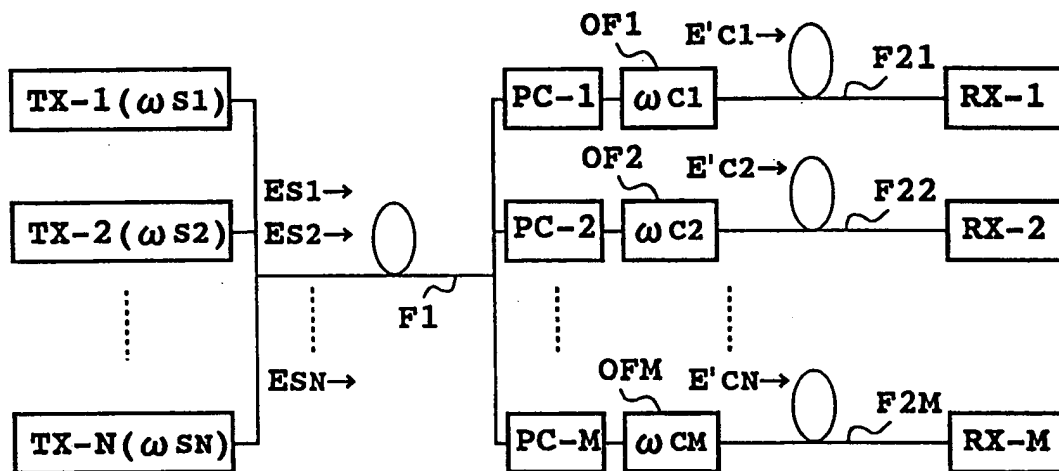 OF1
E'C1→
F21
TX-1(ωS1)
PC-1
ωC1
RX-1
ES1→
OF2
E'C2→
F22
TX-2(ωS2)
ES2→
PC-2
ωC2
RX-2
F1
ESN→
OFM
E'CN→
F2M
TX-N(ωSN)
PC-M
ωCM
RX-M